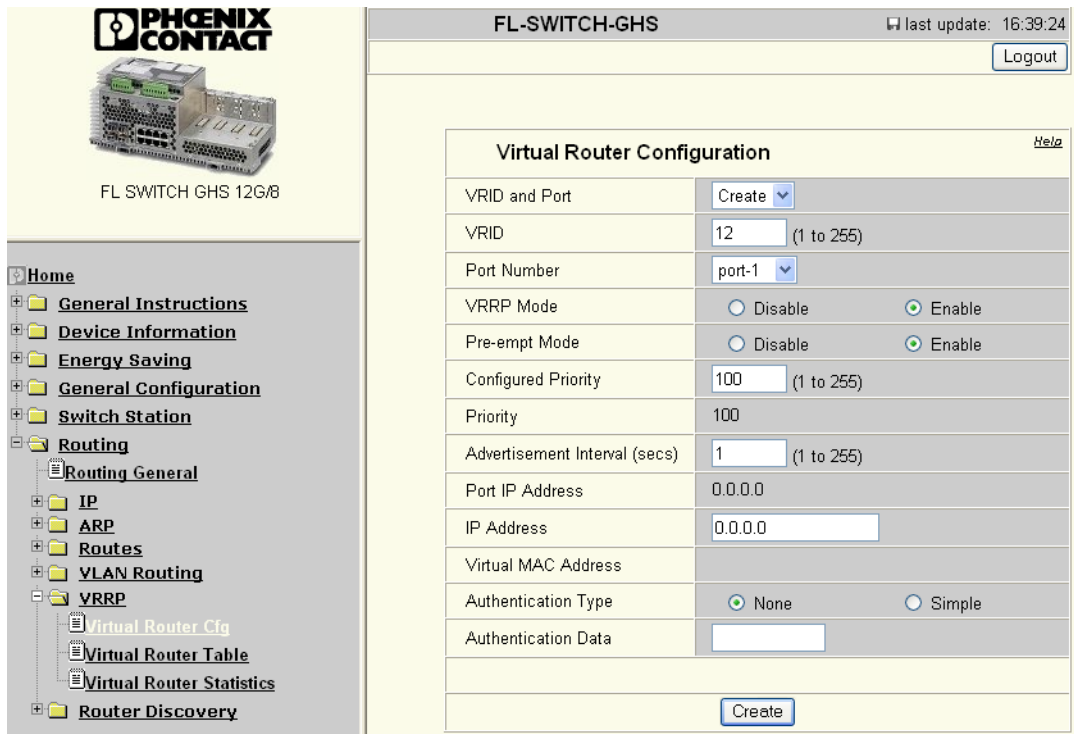 PHŒNIX
CONTACT
FL SWITCH GHS 12G/8
Home
General Instructions
Device Information
Energy Saving
General Configuration
Switch Station
Routing
Routing General
IP
ARP
Routes
VLAN Routing
VRRP
Virtual Router Cfg
Virtual Router Table
Virtual Router Statistics
Router Discovery
FL-SWITCH-GHS last update: 16:39:24
Logout
Virtual Router Configuration Help
VRID and Port Create
VRID 12 (1 to 255)
Port Number port-1
VRRP Mode Disable Enable
Pre-empt Mode Disable Enable
Configured Priority 100 (1 to 255)
Priority 100
Advertisement Interval (secs) 1 (1 to 255)
Port IP Address 0.0.0.0
IP Address 0.0.0.0
Virtual MAC Address
Authentication Type None Simple
Authentication Data
Create